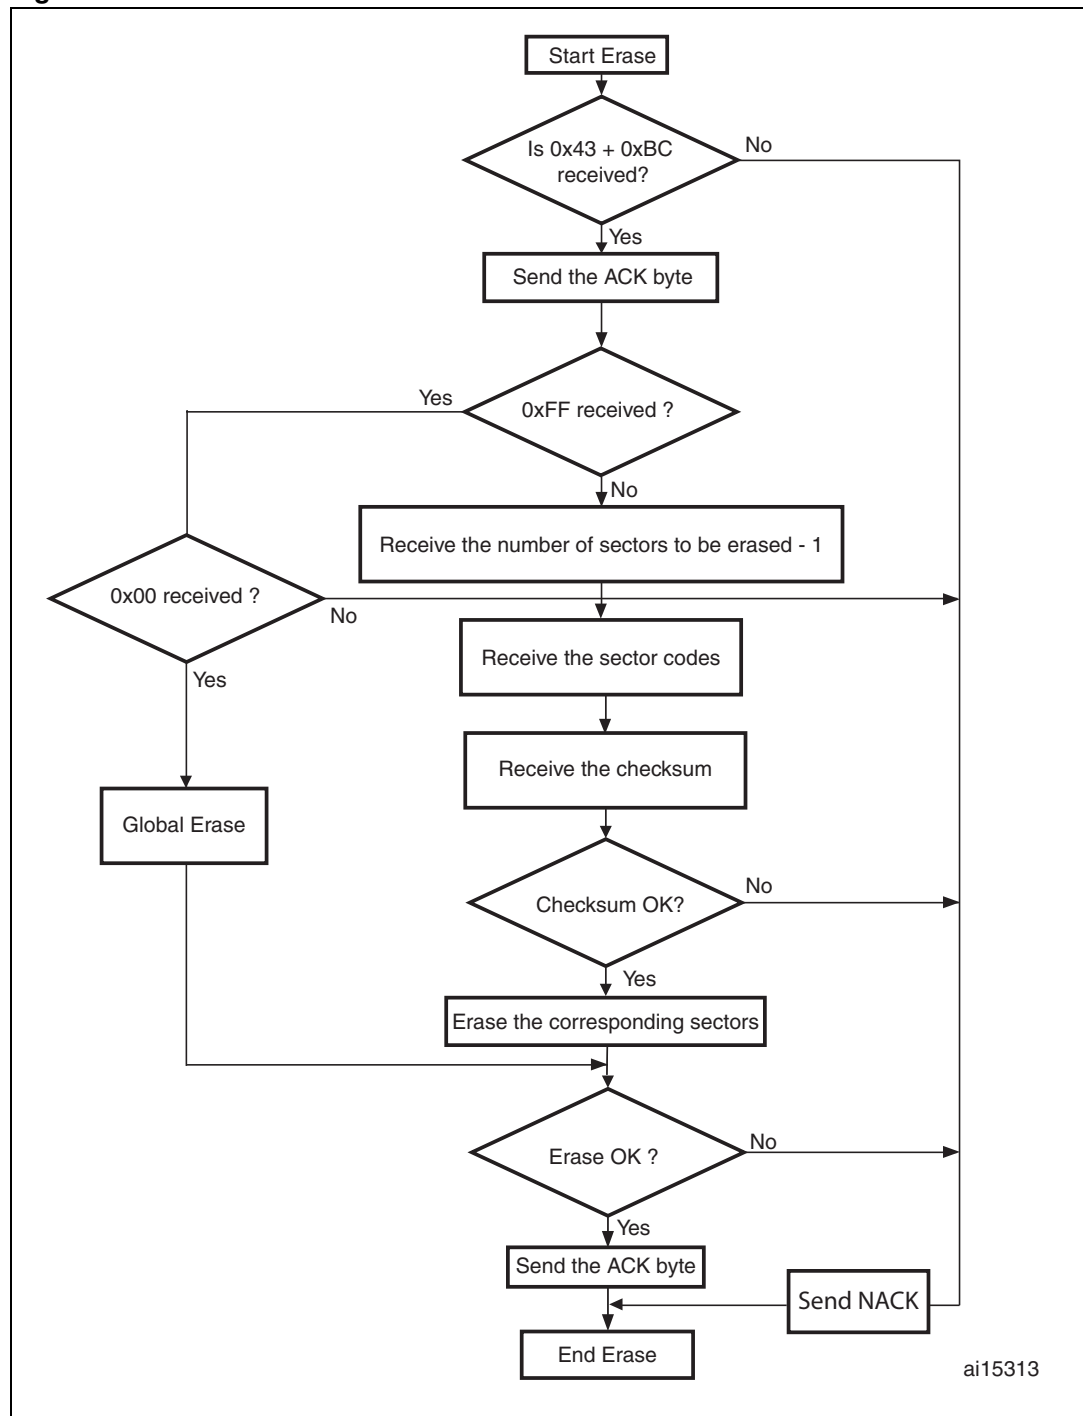 Start Erase
Is 0x43 + 0xBC
received?
No
Yes
Send the ACK byte
Yes
0xFF received ?
No
Receive the number of sectors to be erased - 1
0x00 received ?
No
Yes
Receive the sector codes
Receive the checksum
Global Erase
No
Checksum OK?
Yes
Erase the corresponding sectors
No
Erase OK ?
Yes
Send the ACK byte
Send NACK
End Erase
ai15313